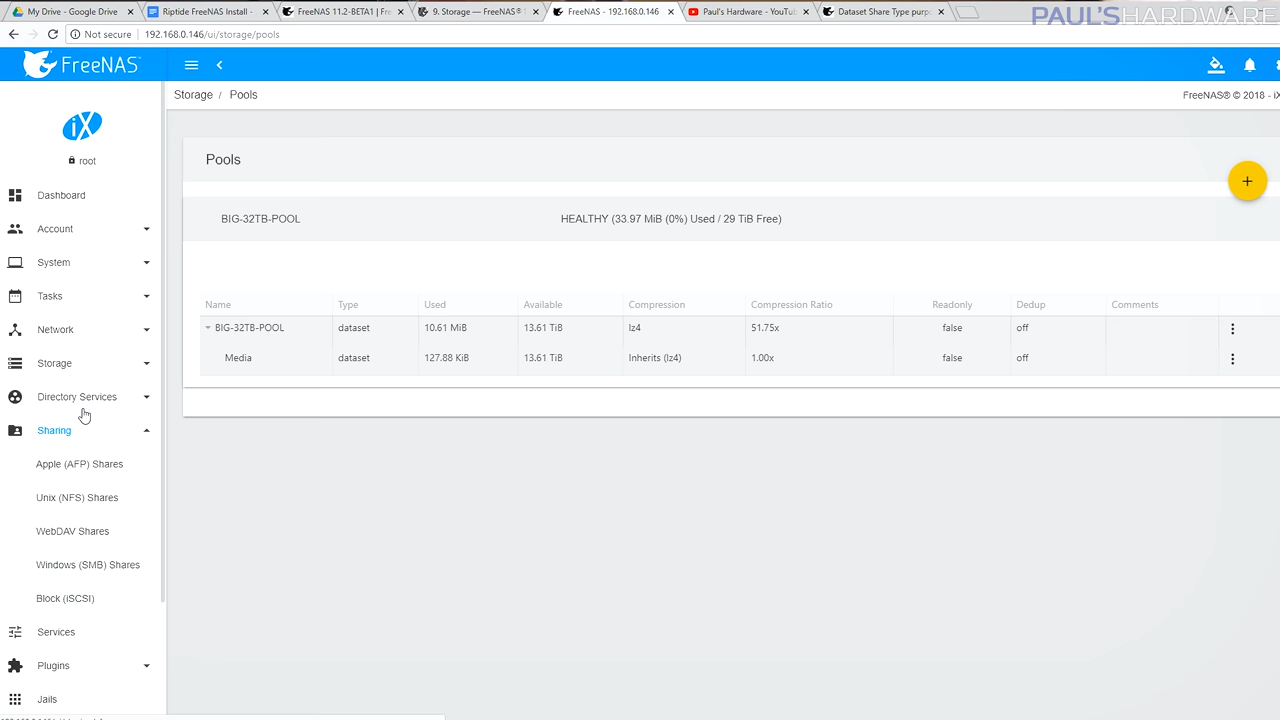 My Drive - Google Drive
Riptide FreeNAS Install -
FreeNAS 11.2-BETA1 | Fre
9. Storage — FreeNAS®
FreeNAS - 192.168.0.146
Paul's Hardware - YouTub
Dataset Share Type purp
PAUL'SHARDWARE
Not secure
192.168.0.146/ui/storage/pools
FreeNAS
Storage / Pools
FreeNAS® © 2018 - iX
iX
root
Dashboard
Account
System
Tasks
Network
Storage
Directory Services
Sharing
Apple (AFP) Shares
Unix (NFS) Shares
WebDAV Shares
Windows (SMB) Shares
Block (iSCSI)
Services
Plugins
Jails
Pools
+
BIG-32TB-POOL HEALTHY (33.97 MiB (0%) Used / 29 TiB Free)
Name Type Used Available Compression Compression Ratio Readonly Dedup Comments
BIG-32TB-POOL dataset 10.61 MiB 13.61 TiB lz4 51.75x false off
Media dataset 127.88 KiB 13.61 TiB Inherits (lz4) 1.00x false off